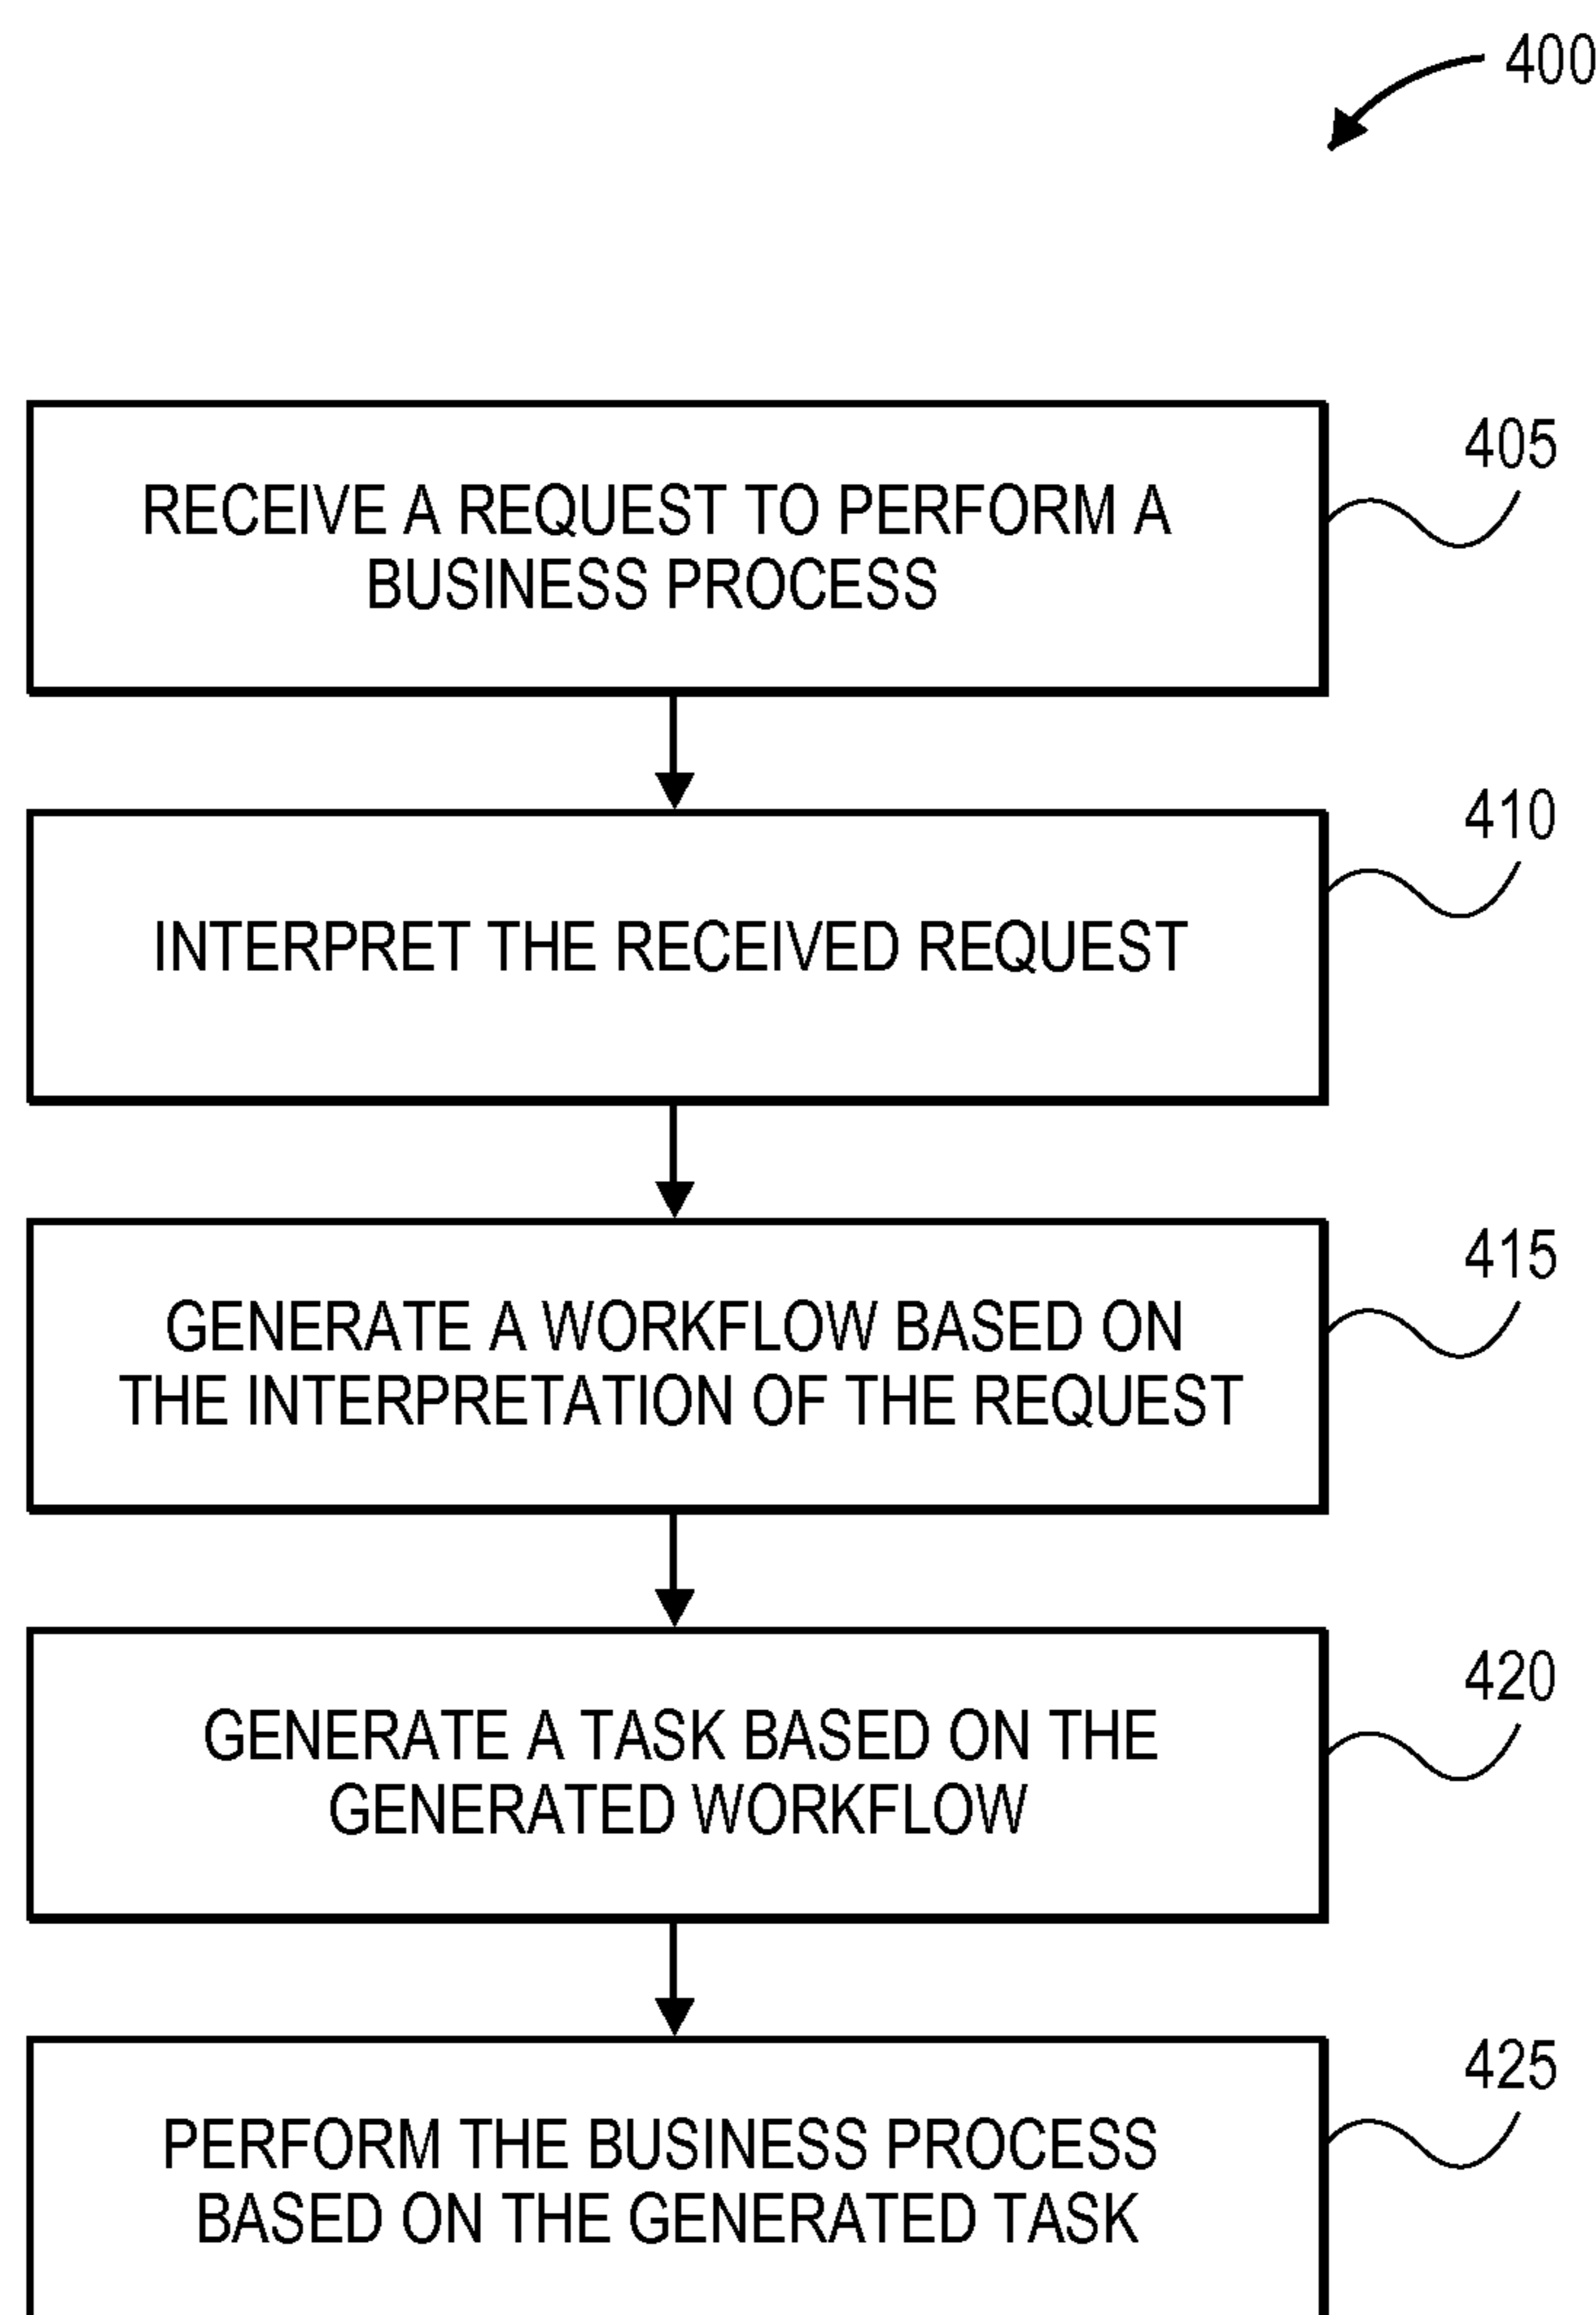 400
405
RECEIVE A REQUEST TO PERFORM A
BUSINESS PROCESS
410
INTERPRET THE RECEIVED REQUEST
415
GENERATE A WORKFLOW BASED ON
THE INTERPRETATION OF THE REQUEST
420
GENERATE A TASK BASED ON THE
GENERATED WORKFLOW
425
PERFORM THE BUSINESS PROCESS
BASED ON THE GENERATED TASK